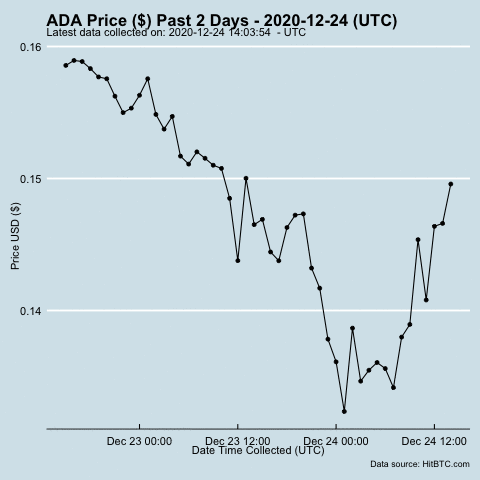 ADA Price ($) Past 2 Days - 2020-12-24 (UTC)
Latest data collected on: 2020-12-24 14:03:54 - UTC
0.16
0.15
0.14
Price USD ($)
Dec 23 00:00 Dec 23 12:00 Dec 24 00:00 Dec 24 12:00
Date Time Collected (UTC)
Data source: HitBTC.com